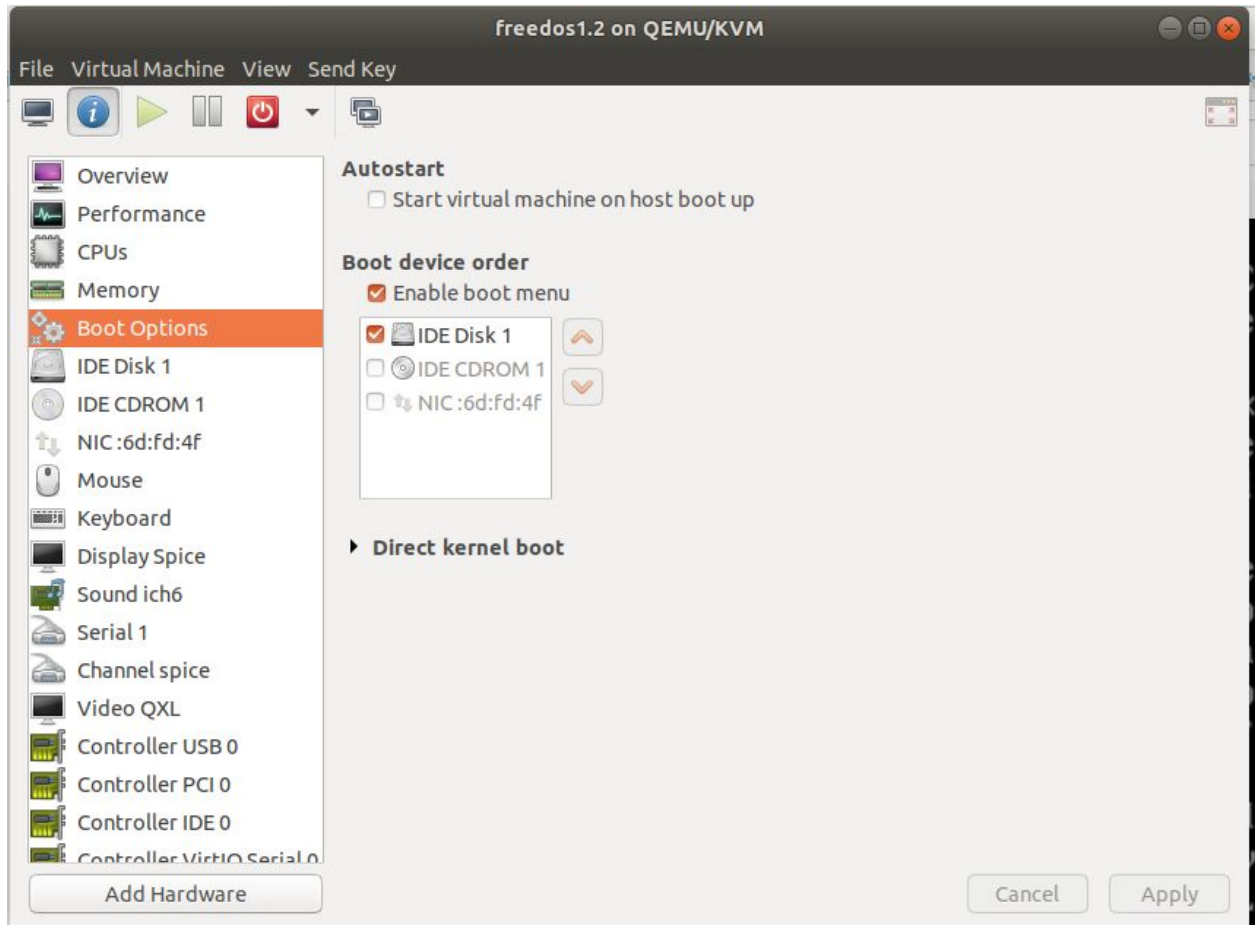 freedos1.2 on QEMU/KVM
File Virtual Machine View Send Key
Overview
Performance
CPUs
Memory
Boot Options
IDE Disk 1
IDE CDROM 1
NIC :6d:fd:4f
Mouse
Keyboard
Display Spice
Sound ich6
Serial 1
Channel spice
Video QXL
Controller USB 0
Controller PCI 0
Controller IDE 0
Controller VirtIO Serial 0
Add Hardware
Autostart
Start virtual machine on host boot up
Boot device order
Enable boot menu
IDE Disk 1
IDE CDROM 1
NIC :6d:fd:4f
Direct kernel boot
Cancel Apply